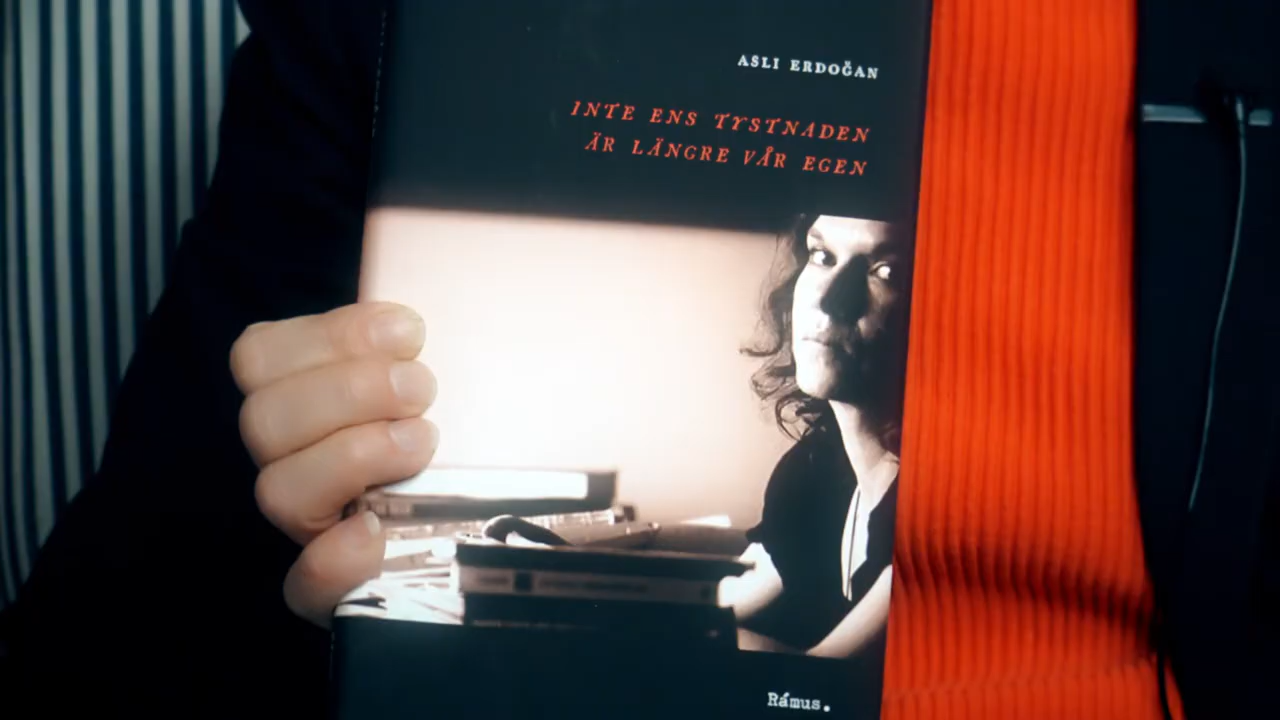 ASLI ERDOĞAN
INTE ENS TYSTNADEN
ÄR LÄNGRE VÅR EGEN
Rámus.